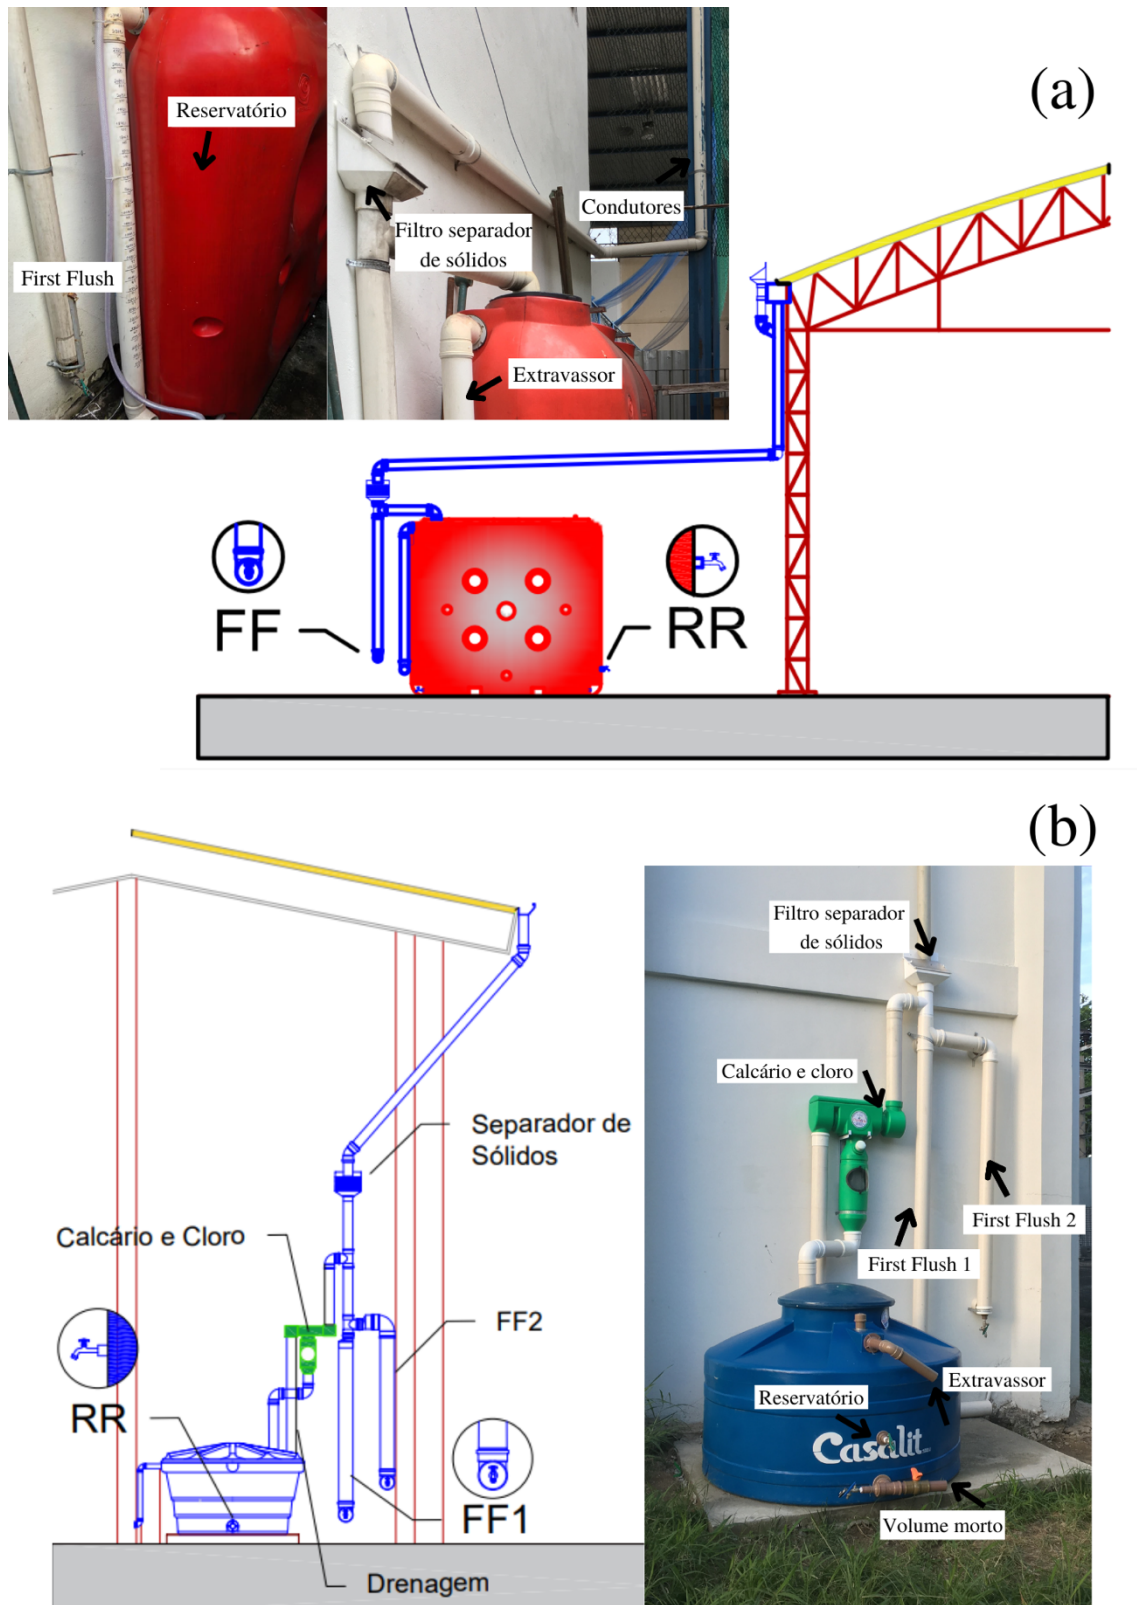 (a)
Reservatório
Condutores
Filtro separador
de sólidos
First Flush
Extravassor
FF
RR
(b)
Filtro separador
de sólidos
Calcário e cloro
Separador de
Sólidos
First Flush 2
Calcário e Cloro
First Flush 1
FF2
RR
Extravassor
Reservatório
Casalit
FF1
Volume morto
Drenagem